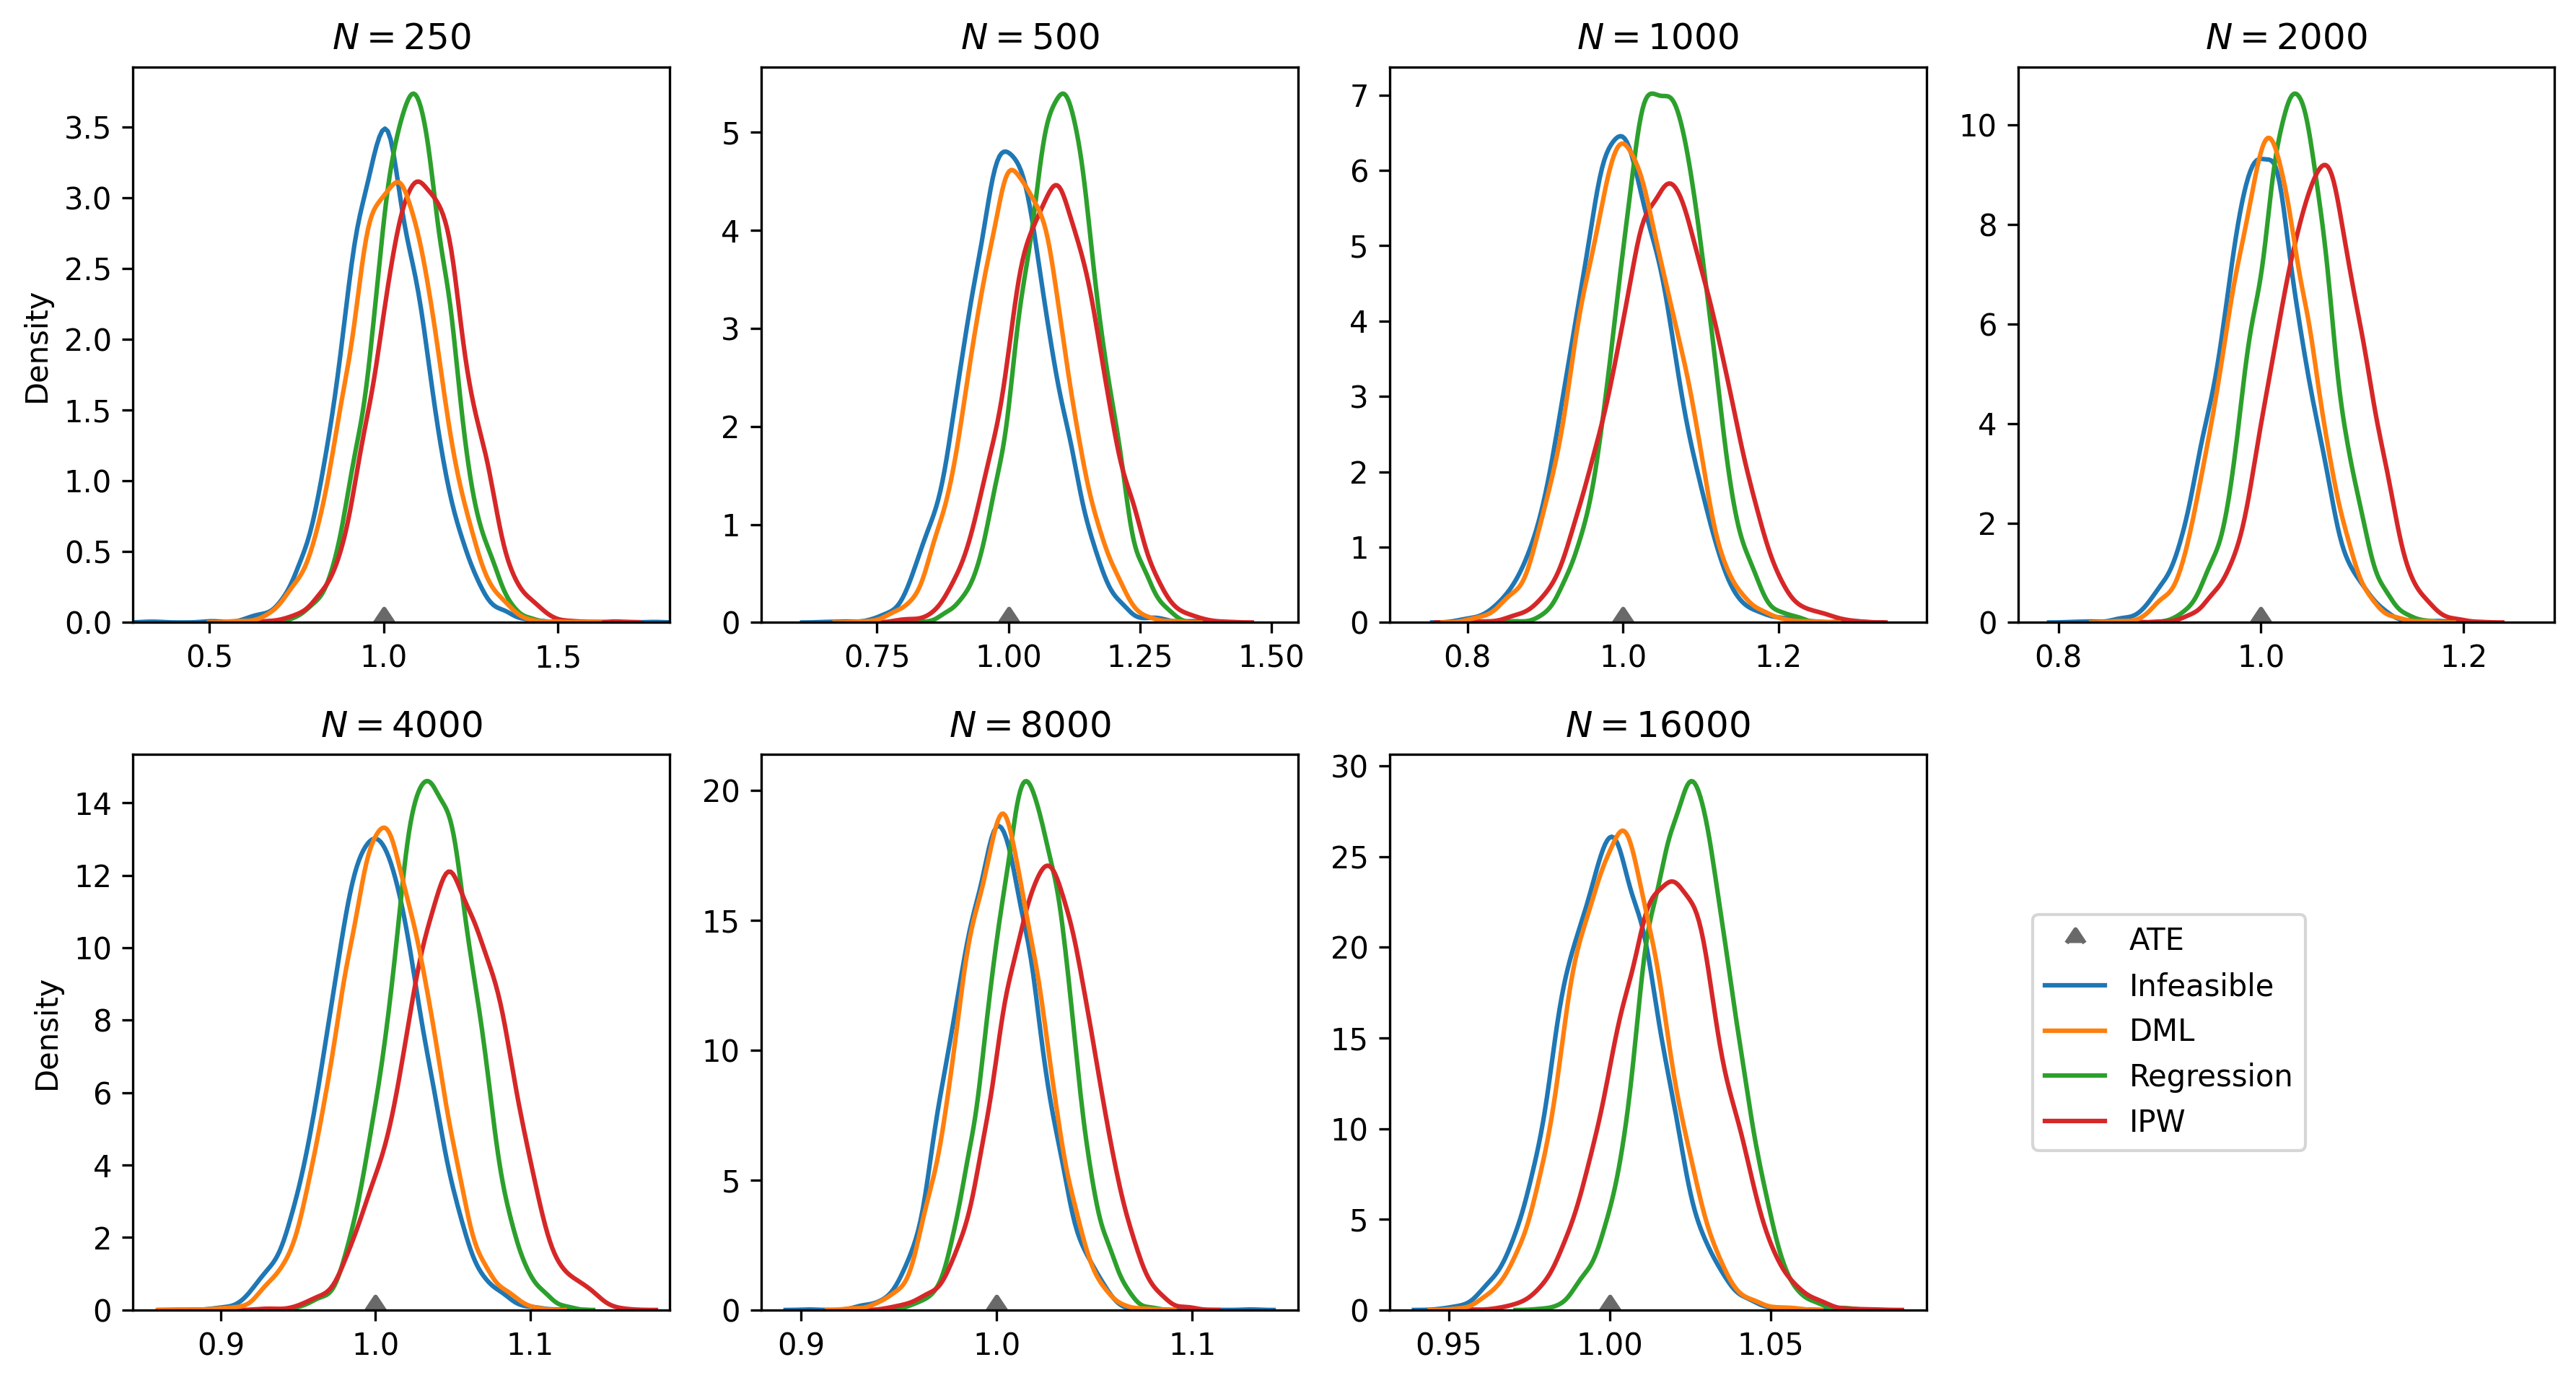 N = 250
N = 500
N = 1000
N = 2000
Density
3.5
3.0
2.5
2.0
1.5
1.0
0.5
0.0
0.5 1.0 1.5
5
4
3
2
1
0
0.75 1.00 1.25 1.50
7
6
5
4
3
2
1
0
0.8 1.0 1.2
10
8
6
4
2
0
0.8 1.0 1.2
N = 4000
N = 8000
N = 16000
Density
14
12
10
8
6
4
2
0
0.9 1.0 1.1
20
15
10
5
0
0.9 1.0 1.1
30
25
20
15
10
5
0
0.95 1.00 1.05
ATE
Infeasible
DML
Regression
IPW